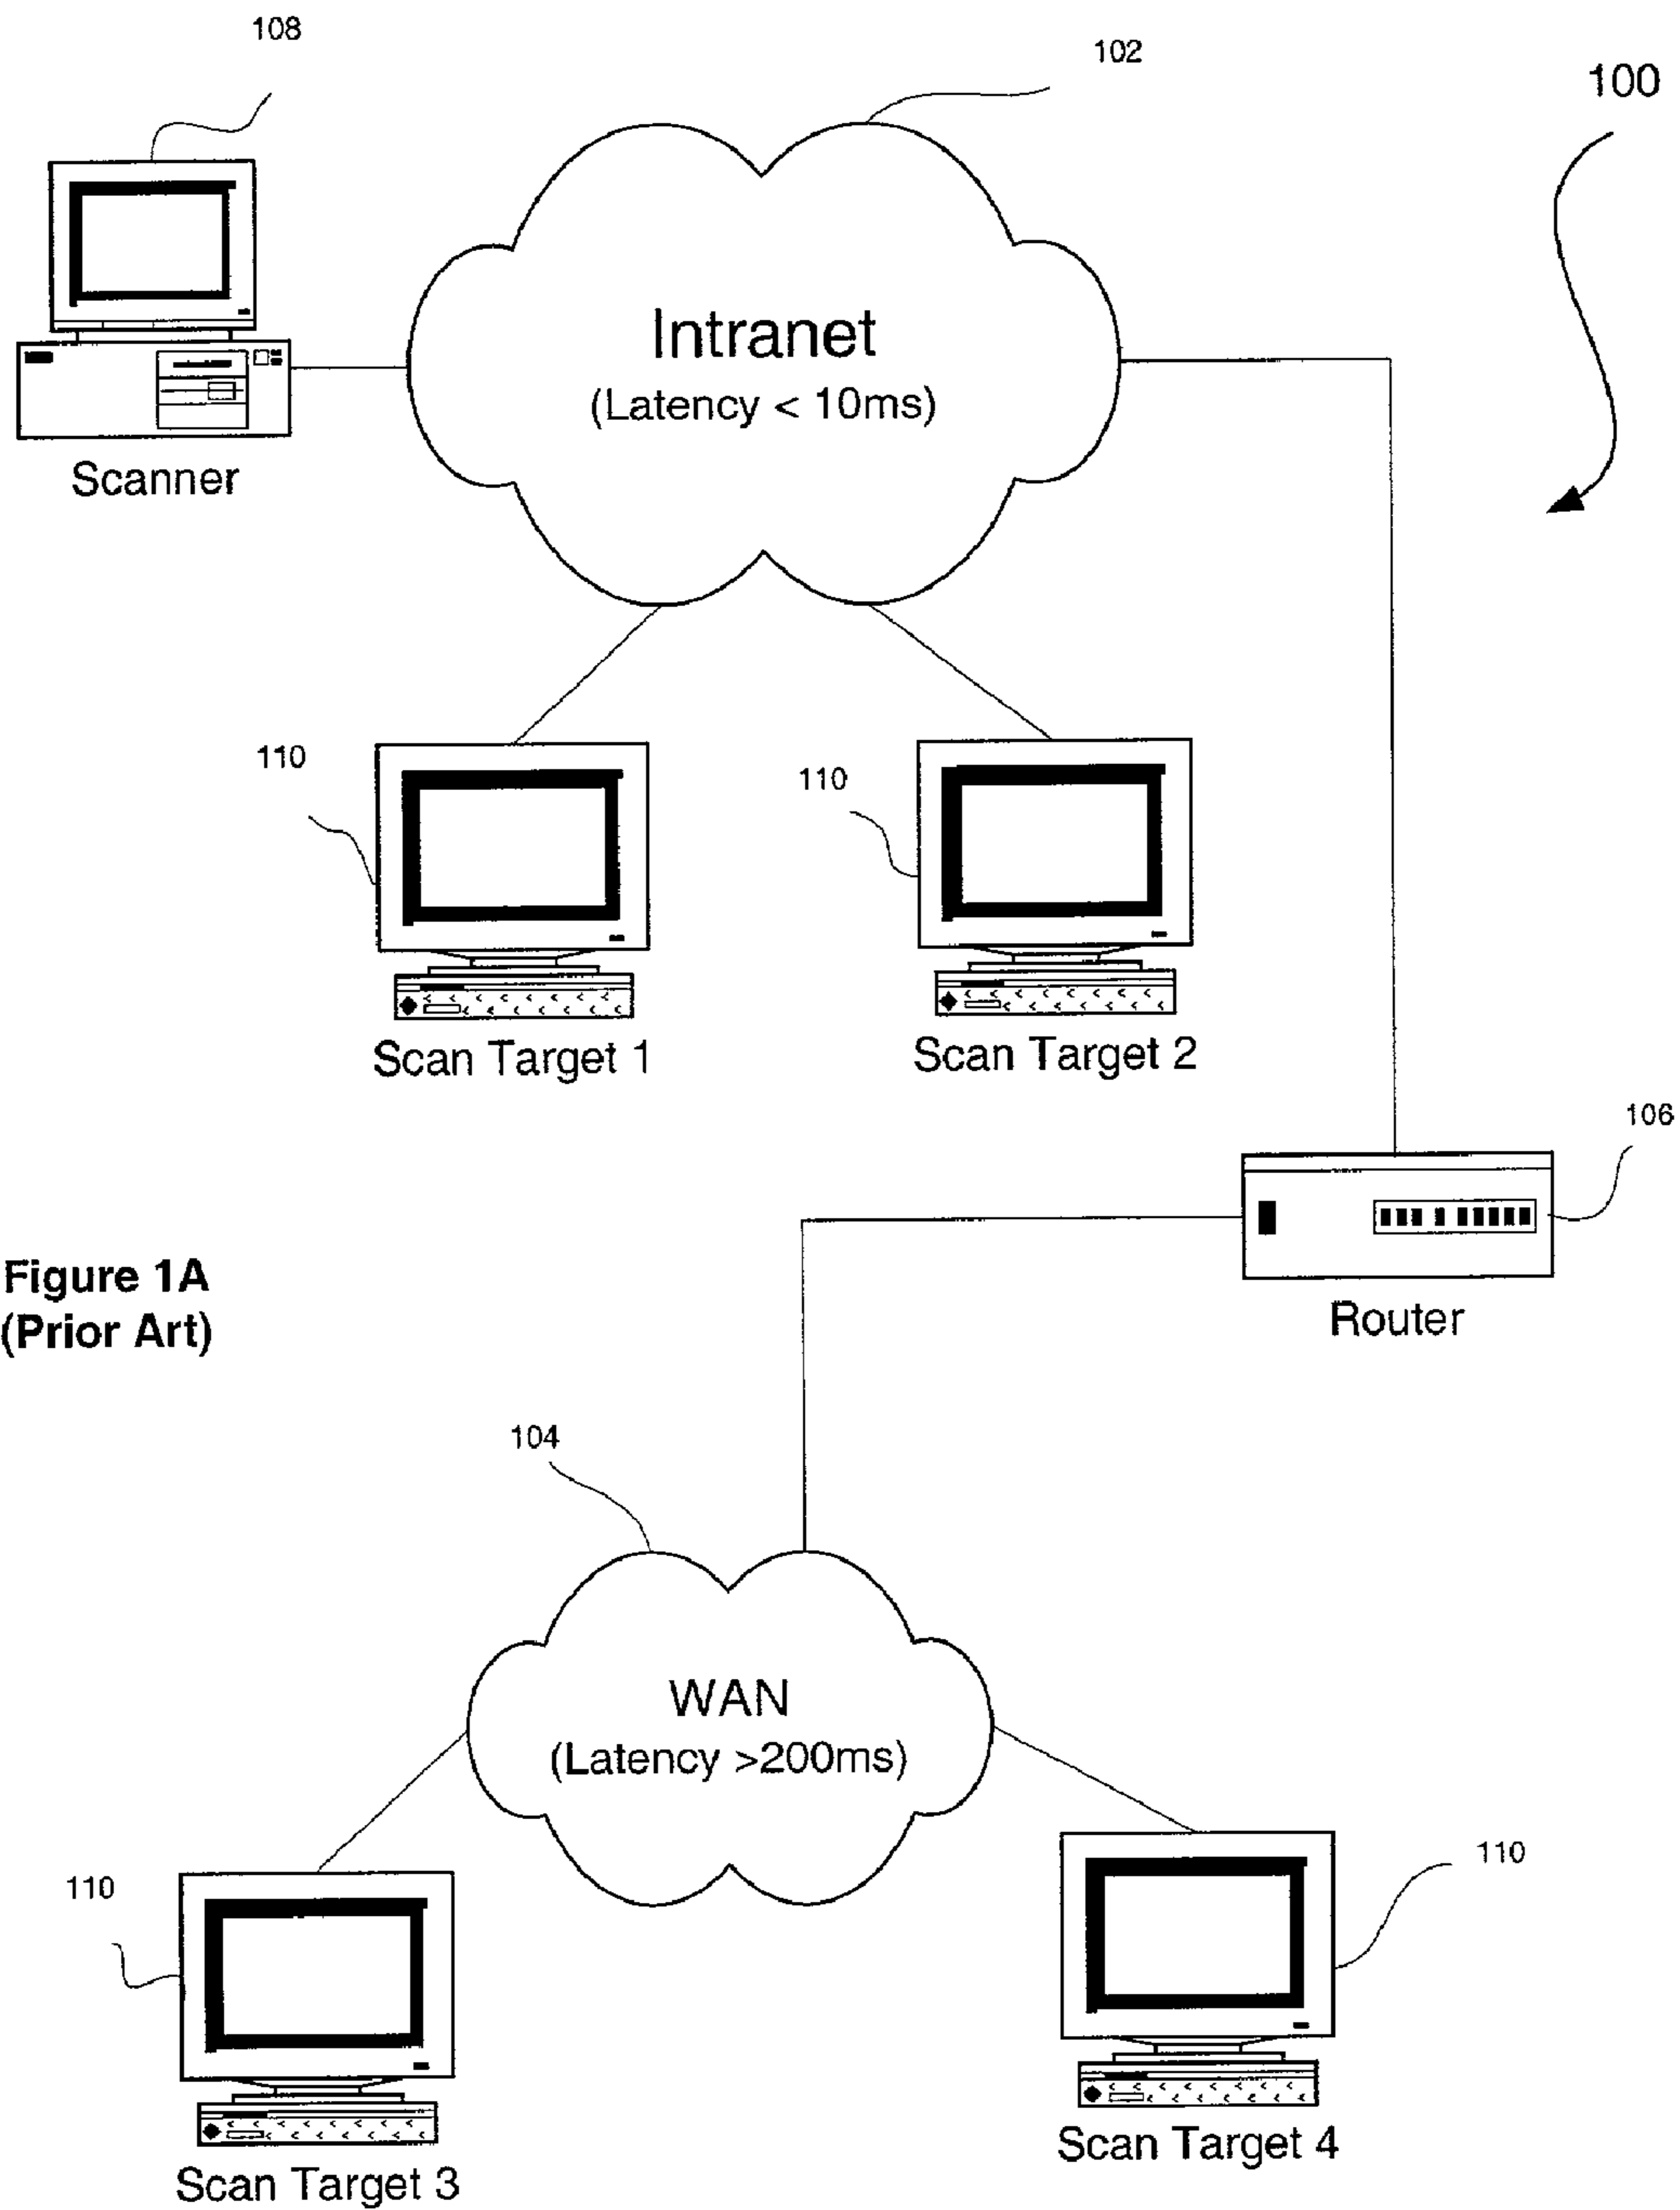 108
102
100
Intranet
(Latency < 10ms)
Scanner
110
110
Scan Target 1
Scan Target 2
106
Router
Figure 1A
(Prior Art)
104
WAN
(Latency >200ms)
110
110
Scan Target 3
Scan Target 4